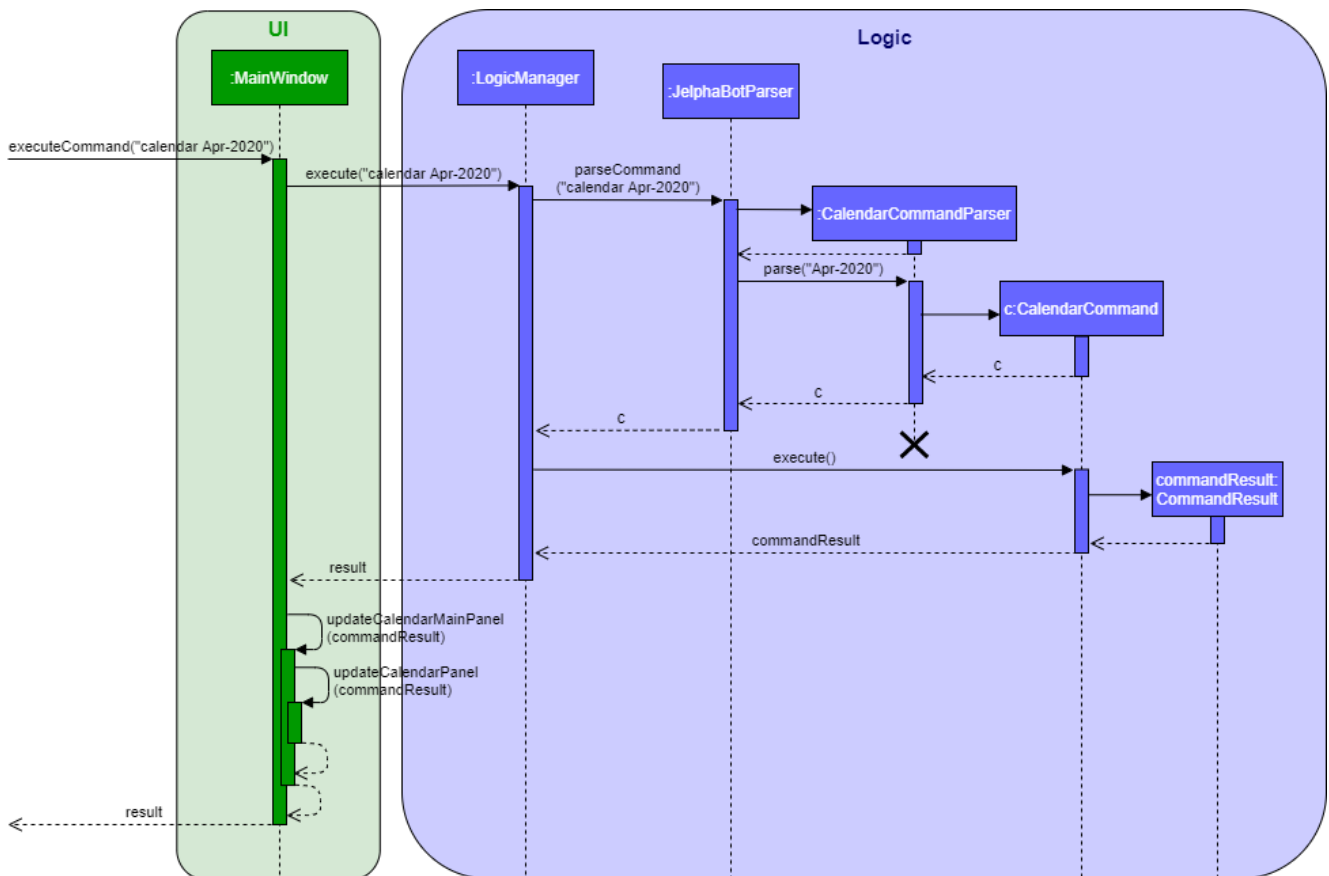 UI
Logic
:MainWindow
:LogicManager
:JelphaBotParser
executeCommand("calendar Apr-2020")
execute("calendar Apr-2020")
parseCommand
("calendar Apr-2020")
:CalendarCommandParser
parse("Apr-2020")
c:CalendarCommand
c
c
c
execute()
commandResult:
CommandResult
commandResult
result
updateCalendarMainPanel
(commandResult)
updateCalendarPanel
(commandResult)
result